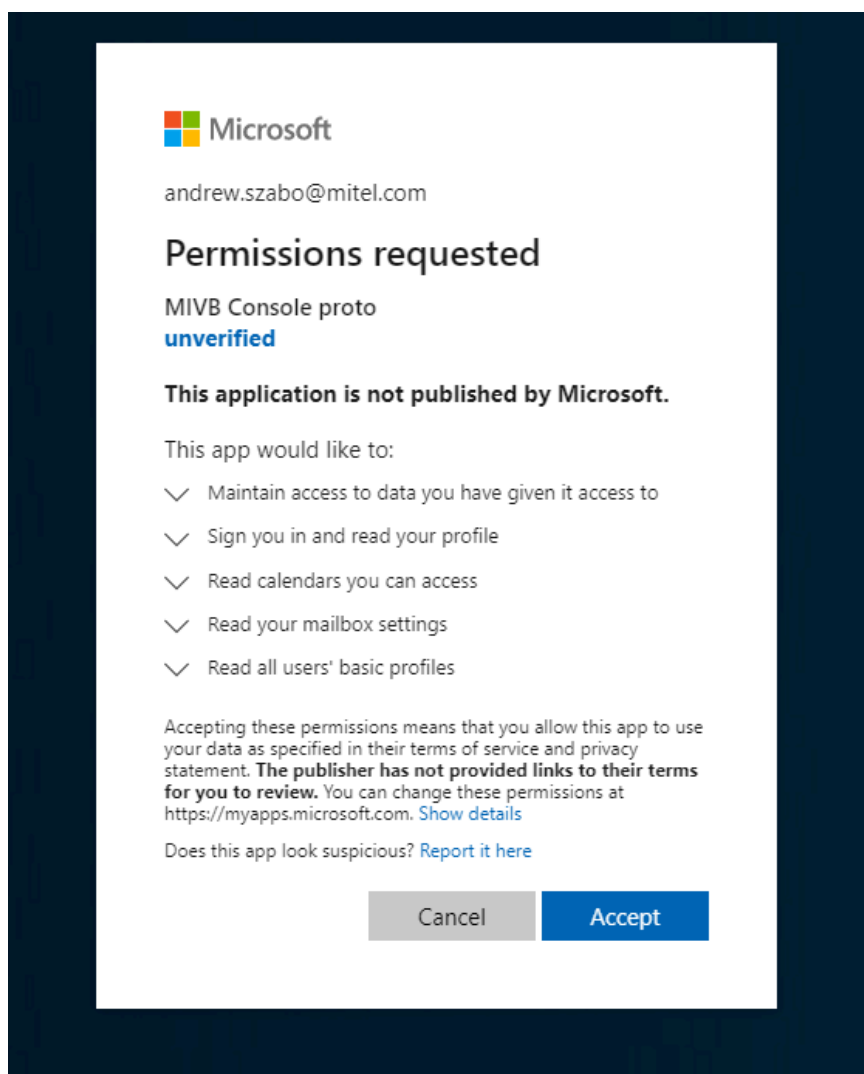 Microsoft
andrew.szabo@mitel.com
Permissions requested
MIVB Console proto
unverified
This application is not published by Microsoft.
This app would like to:
Maintain access to data you have given it access to
Sign you in and read your profile
Read calendars you can access
Read your mailbox settings
Read all users' basic profiles
Accepting these permissions means that you allow this app to use
your data as specified in their terms of service and privacy
statement. The publisher has not provided links to their terms
for you to review. You can change these permissions at
https://myapps.microsoft.com. Show details
Does this app look suspicious? Report it here
Cancel Accept